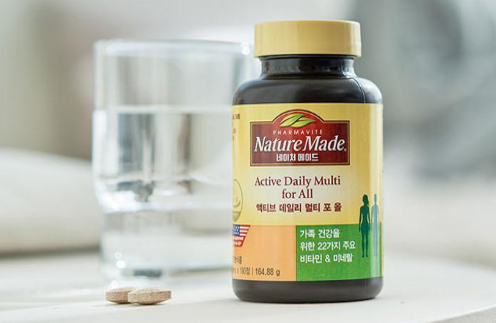 PHARMAVITE
Nature Made
네이처 메이드
Active Daily Multi
for All
액티브 데일리 멀티 포 올
가족 건강을
위한 22가지 주요
비타민 & 미네랄
164.88 g